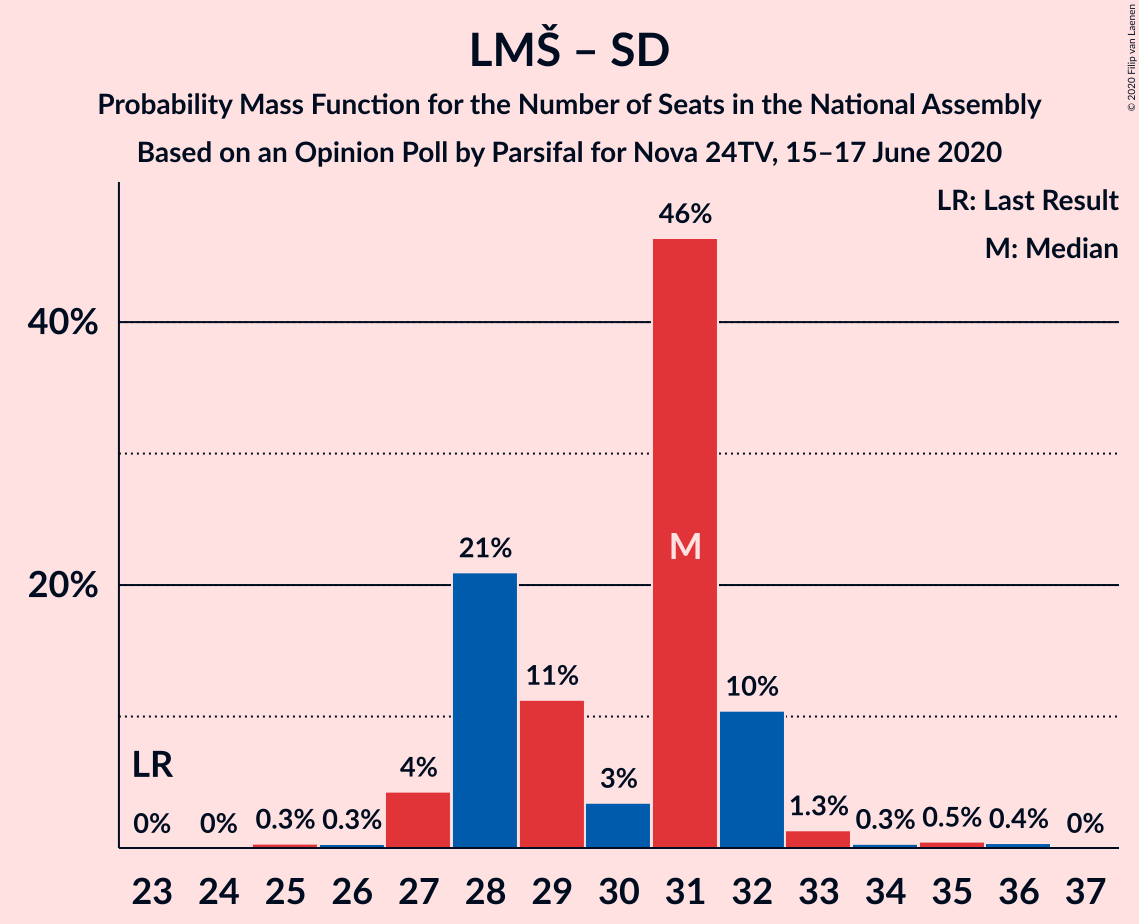 LMŠ – SD
Probability Mass Function for the Number of Seats in the National Assembly
Based on an Opinion Poll by Parsifal for Nova 24TV, 15–17 June 2020
© 2020 Filip van Laenen
LR: Last Result
M: Median
40%
20%
46%
M
21%
11%
10%
LR
4%
3%
0% 0% 0.3% 0.3% 1.3% 0.3% 0.5% 0.4% 0%
23 24 25 26 27 28 29 30 31 32 33 34 35 36 37